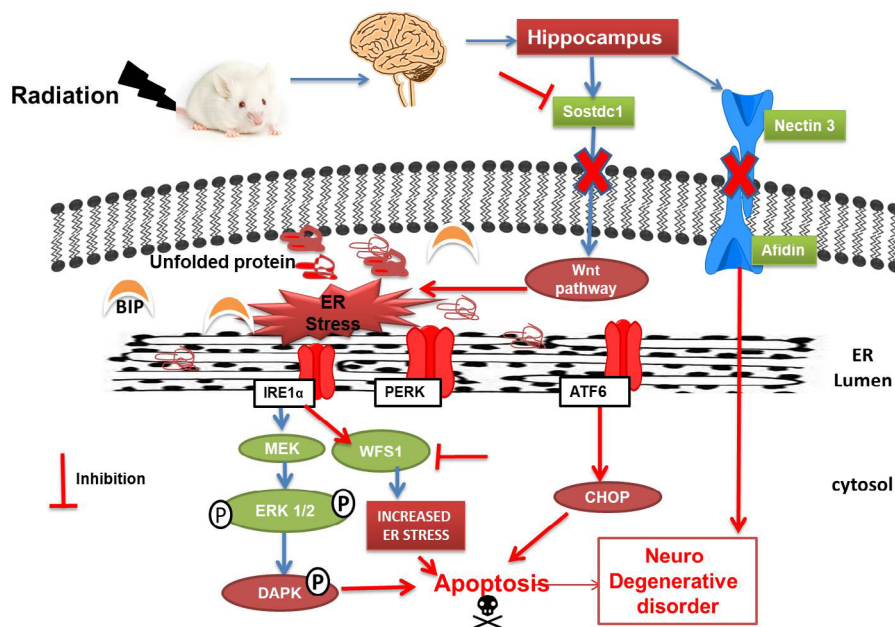 Hippocampus
Radiation
Sostdc1
Nectin 3
Afidin
Unfolded protein
Wnt
pathway
BIP
ER
Stress
ER
Lumen
IRE1α
PERK
ATF6
MEK
WFS1
Inhibition
cytosol
CHOP
P
ERK 1/2
P
INCREASED
ER STRESS
Neuro
Degenerative
disorder
Apoptosis
DAPK
P